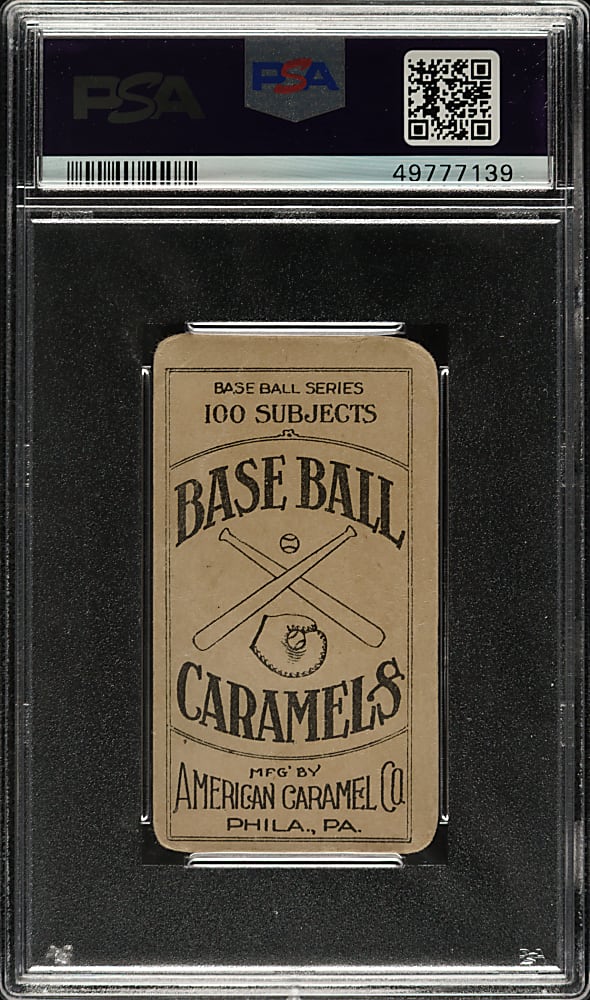 PSA
PSA
49777139
BASE BALL SERIES
100 SUBJECTS
BASE BALL
CARAMELS
MFG' BY
AMERICAN CARAMEL CO.
PHILA., PA.